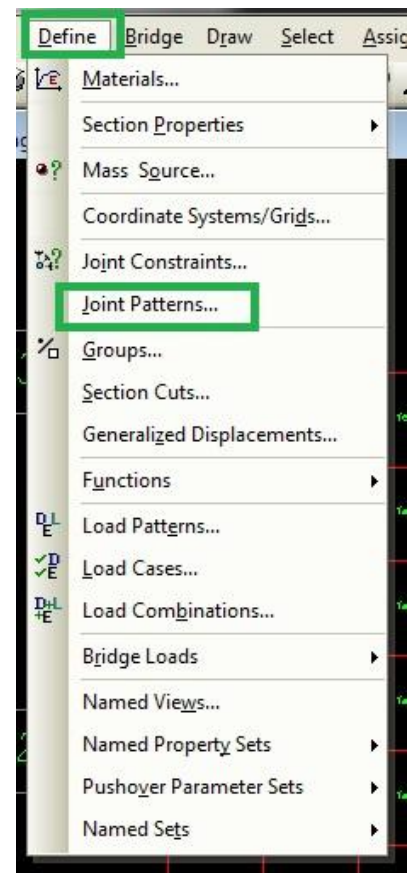 Define Bridge Draw Select Assig
Materials...
Section Properties
Mass Source...
Coordinate Systems/Grids...
Joint Constraints...
Joint Patterns...
Groups...
Section Cuts...
Generalized Displacements...
Functions
Load Patterns...
Load Cases...
Load Combinations...
Bridge Loads
Named Views...
Named Property Sets
Pushover Parameter Sets
Named Sets